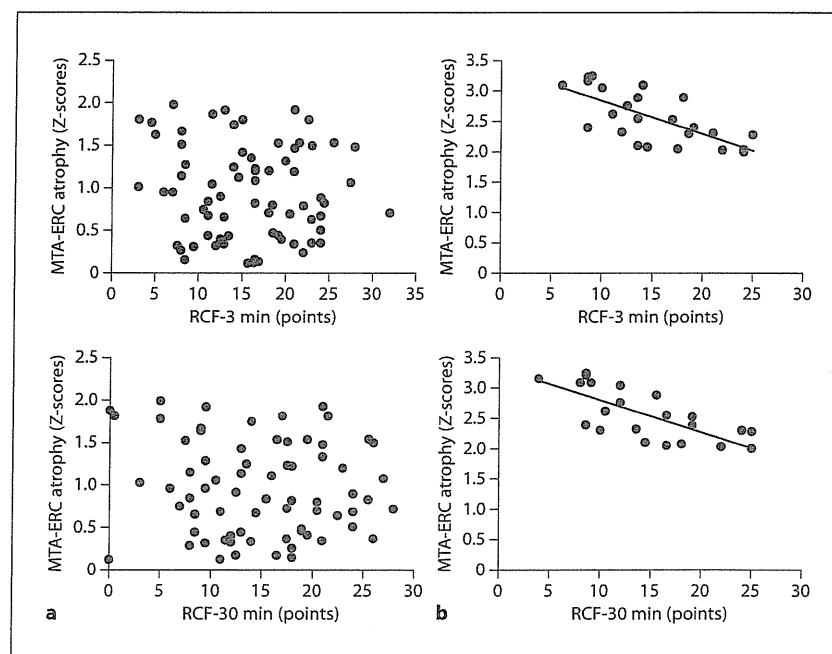 MTA-ERC atrophy (Z-scores)
2.5
2.0
1.5
1.0
0.5
0
0 5 10 15 20 25 30 35
RCF-3 min (points)
MTA-ERC atrophy (Z-scores)
3.5
3.0
2.5
2.0
1.5
1.0
0.5
0
0 5 10 15 20 25 30
RCF-3 min (points)
MTA-ERC atrophy (Z-scores)
2.5
2.0
1.5
1.0
0.5
0
0 5 10 15 20 25 30
a RCF-30 min (points)
MTA-ERC atrophy (Z-scores)
3.5
3.0
2.5
2.0
1.5
1.0
0.5
0
0 5 10 15 20 25 30
b RCF-30 min (points)